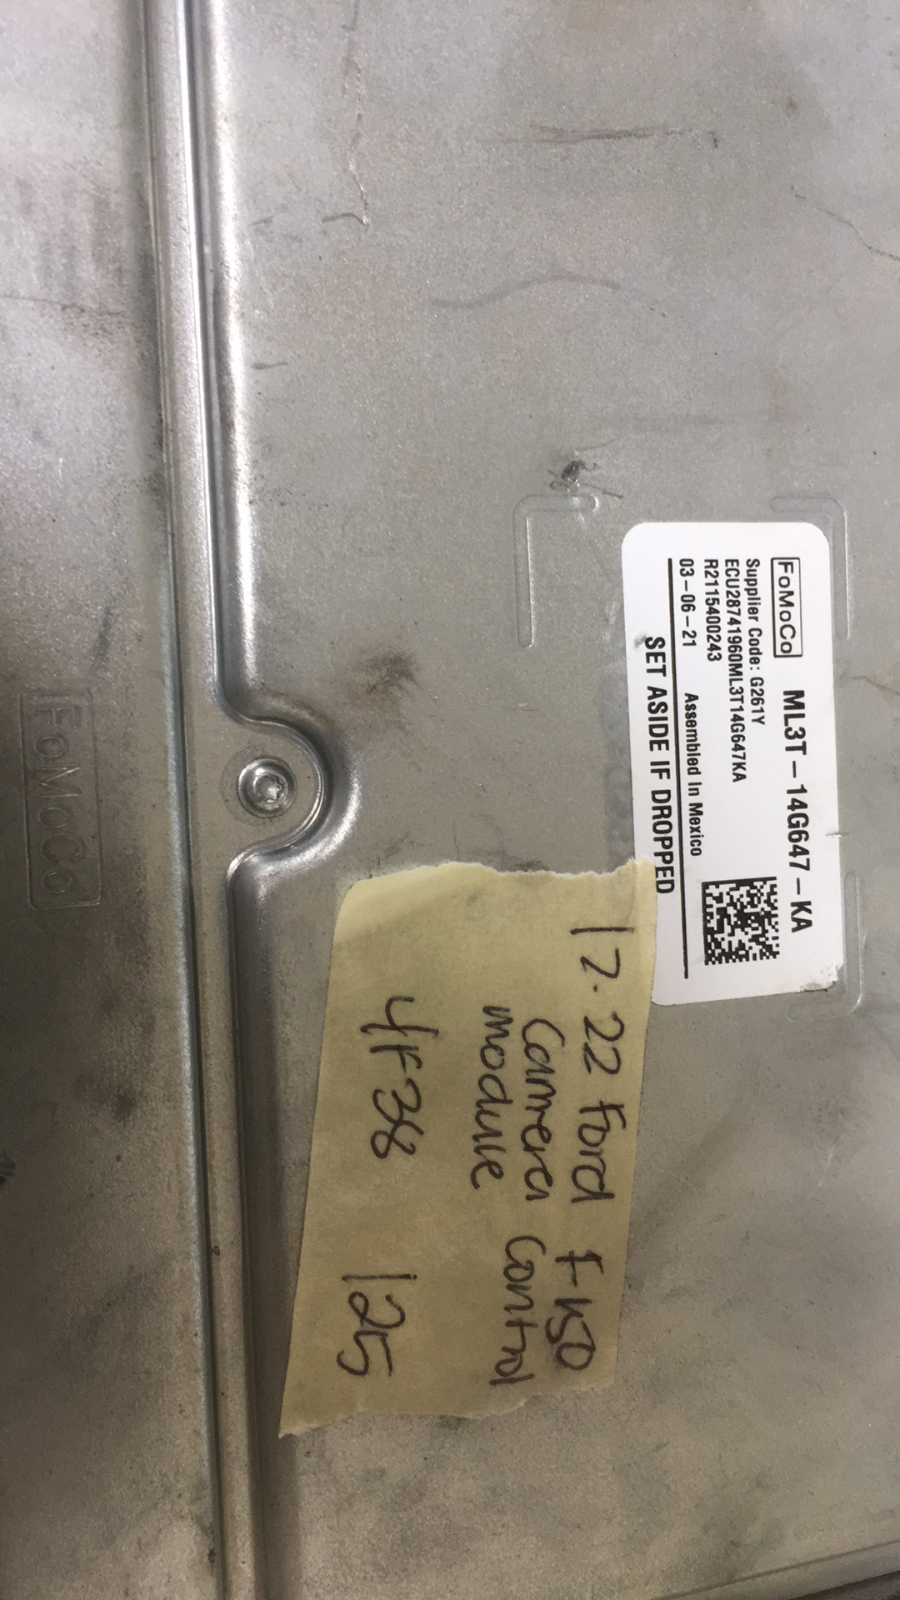 FoMoCo
ML3T-14G647-KA
Supplier Code: G261Y
ECU28741960ML3T14G647KA
R2115400243
03-06-21 Assembled In Mexico
SET ASIDE IF DROPPED
17-22 Ford F150
Camera Control
module
4F38 125
FoMoCo